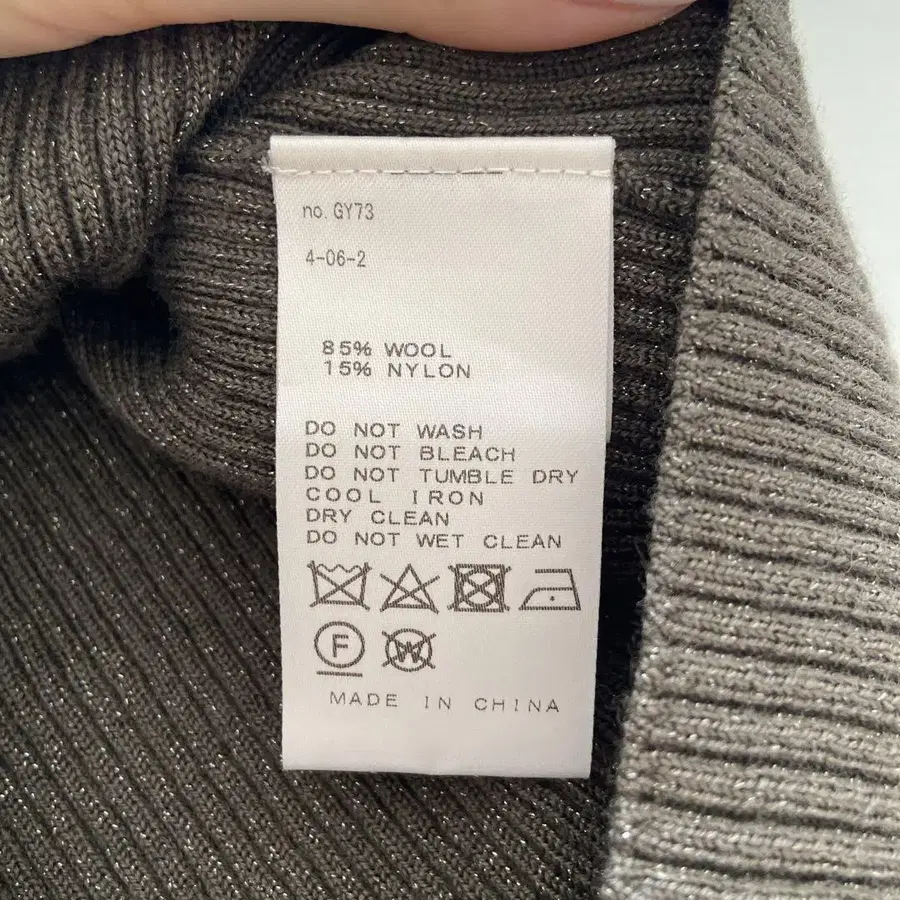 no. GY73
4-06-2
85% WOOL
15% NYLON
DO NOT WASH
DO NOT BLEACH
DO NOT TUMBLE DRY
COOL IRON
DRY CLEAN
DO NOT WET CLEAN
F W
MADE IN CHINA